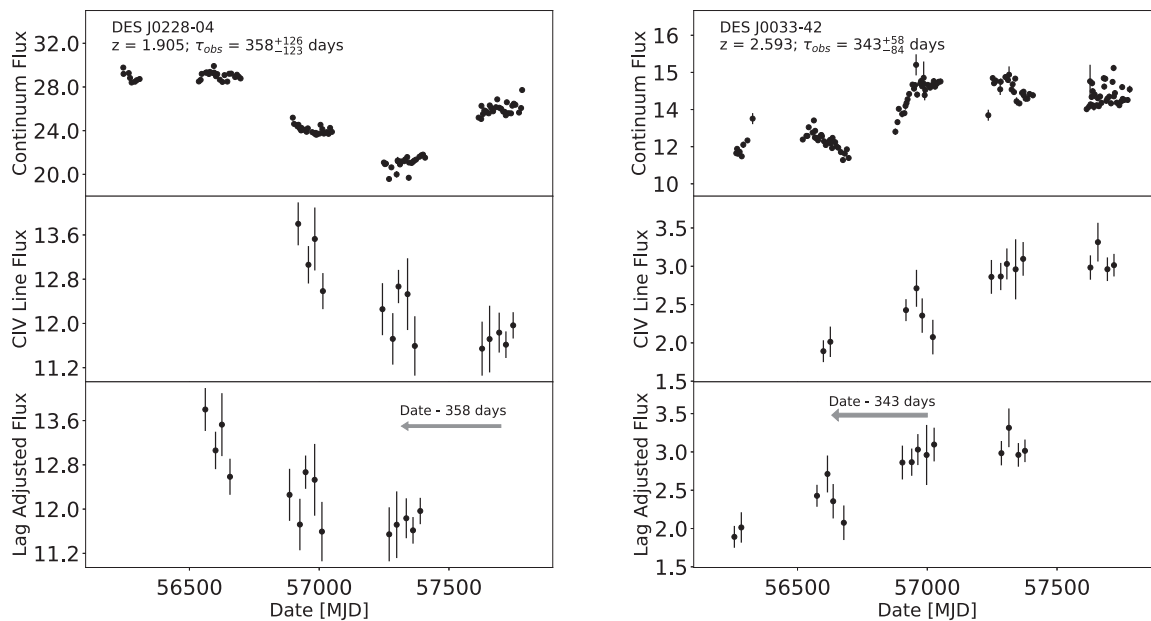 DES J0228-04
z = 1.905; τobs = 358+126−123 days
Continuum Flux
32.0
28.0
24.0
20.0
CIV Line Flux
13.6
12.8
12.0
11.2
Lag Adjusted Flux
13.6
12.8
12.0
11.2
Date - 358 days
56500 57000 57500
Date [MJD]
DES J0033-42
z = 2.593; τobs = 343+58−84 days
Continuum Flux
16
15
14
12
10
CIV Line Flux
3.5
3.0
2.5
2.0
1.5
Lag Adjusted Flux
3.5
3.0
2.5
2.0
1.5
Date - 343 days
56500 57000 57500
Date [MJD]